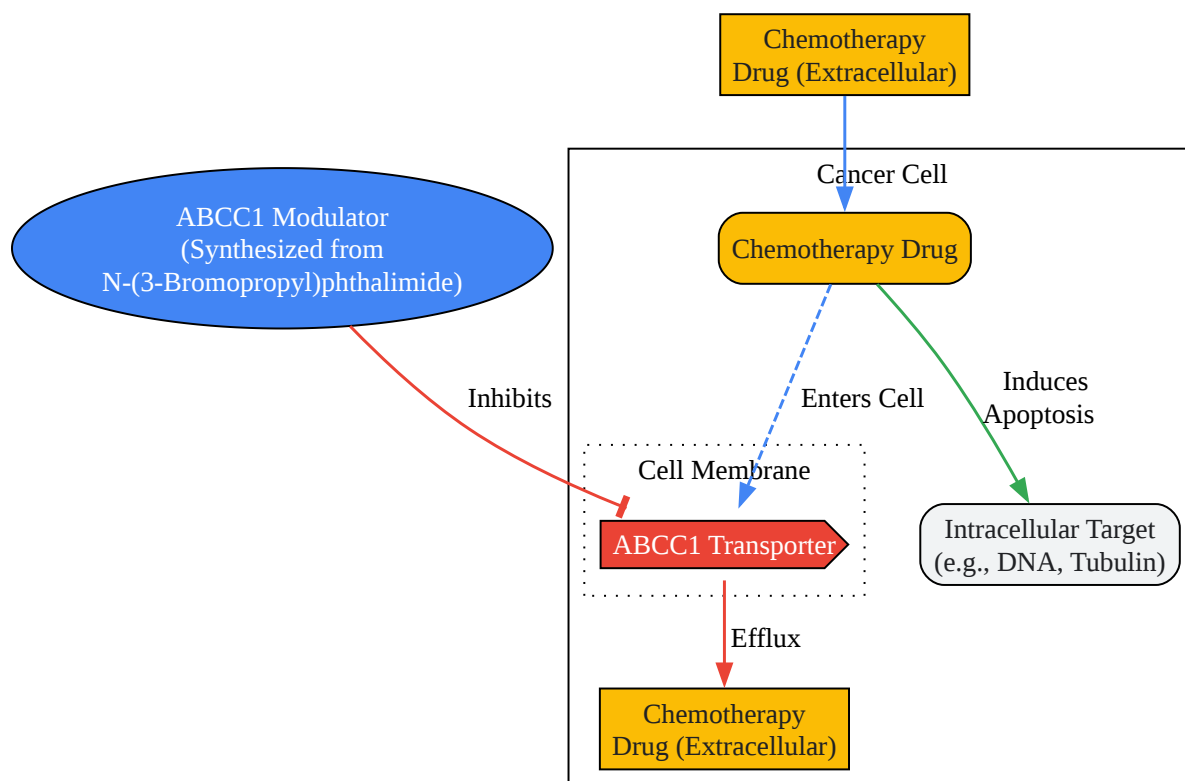 Chemotherapy
Drug (Extracellular)
Cancer Cell
ABCC1 Modulator
(Synthesized from
N-(3-Bromopropyl)phthalimide)
Chemotherapy Drug
Inhibits
Enters Cell
Induces
Apoptosis
Cell Membrane
ABCC1 Transporter
Intracellular Target
(e.g., DNA, Tubulin)
Efflux
Chemotherapy
Drug (Extracellular)